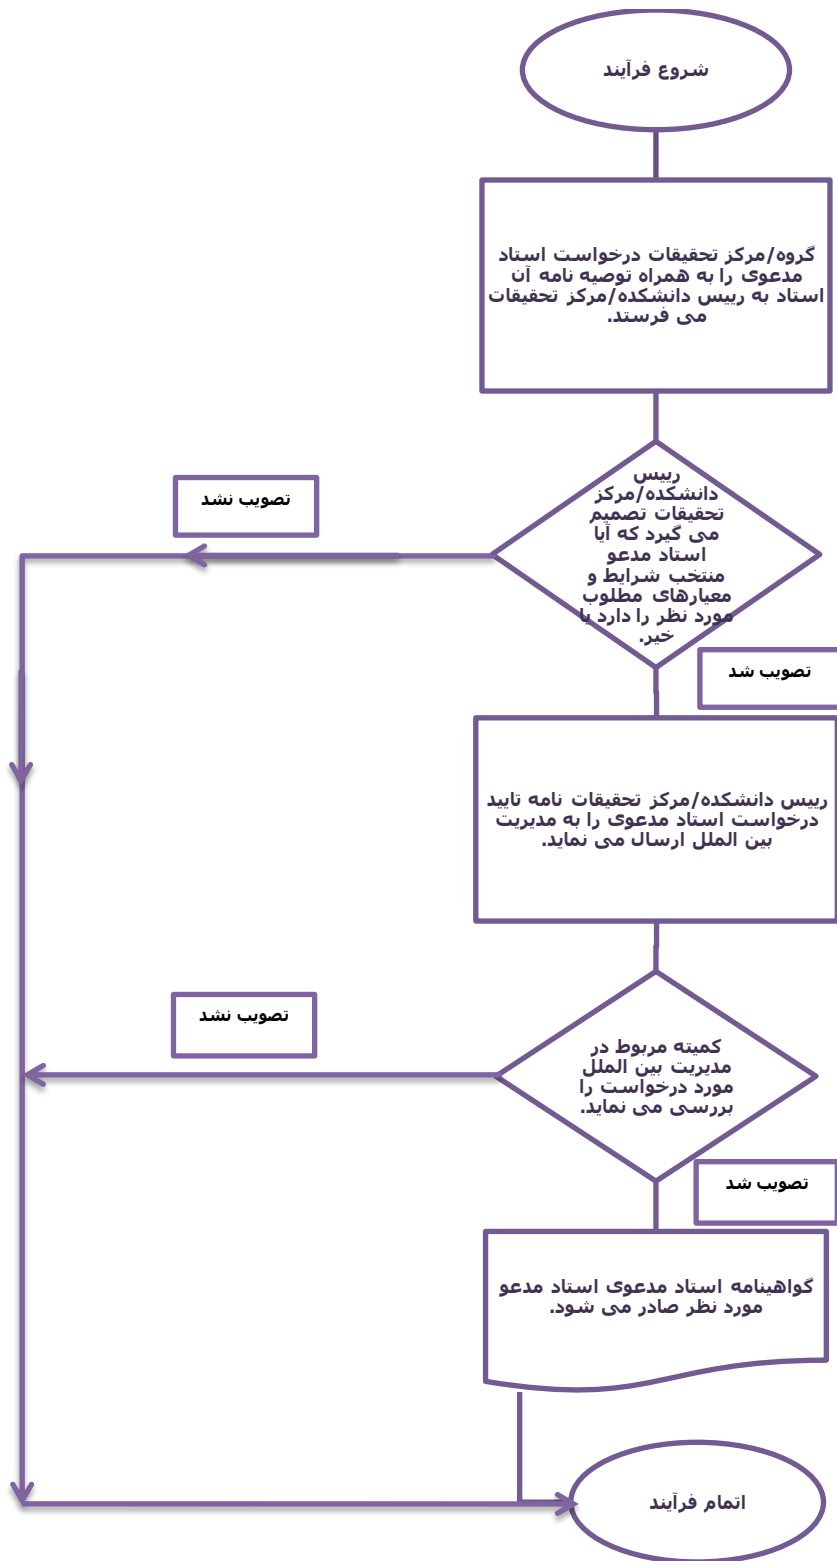 شروع فرآیند
گروه/مرکز تحقیقات درخواست استاد
مدعوی را به همراه توصیه نامه آن
استاد به رییس دانشکده/مرکز تحقیقات
می فرستد.
رییس
دانشکده/مرکز
تحقیقات تصمیم
می گیرد که آیا
استاد مدعو
منتخب شرایط و
معیارهای مطلوب
مورد نظر را دارد یا
خیر.
تصویب نشد
تصویب شد
رییس دانشکده/مرکز تحقیقات نامه تایید
درخواست استاد مدعوی را به مدیریت
بین الملل ارسال می نماید.
کمیته مربوط در
مدیریت بین الملل
مورد درخواست را
بررسی می نماید.
تصویب نشد
تصویب شد
گواهینامه استاد مدعوی استاد مدعو
مورد نظر صادر می شود.
اتمام فرآیند